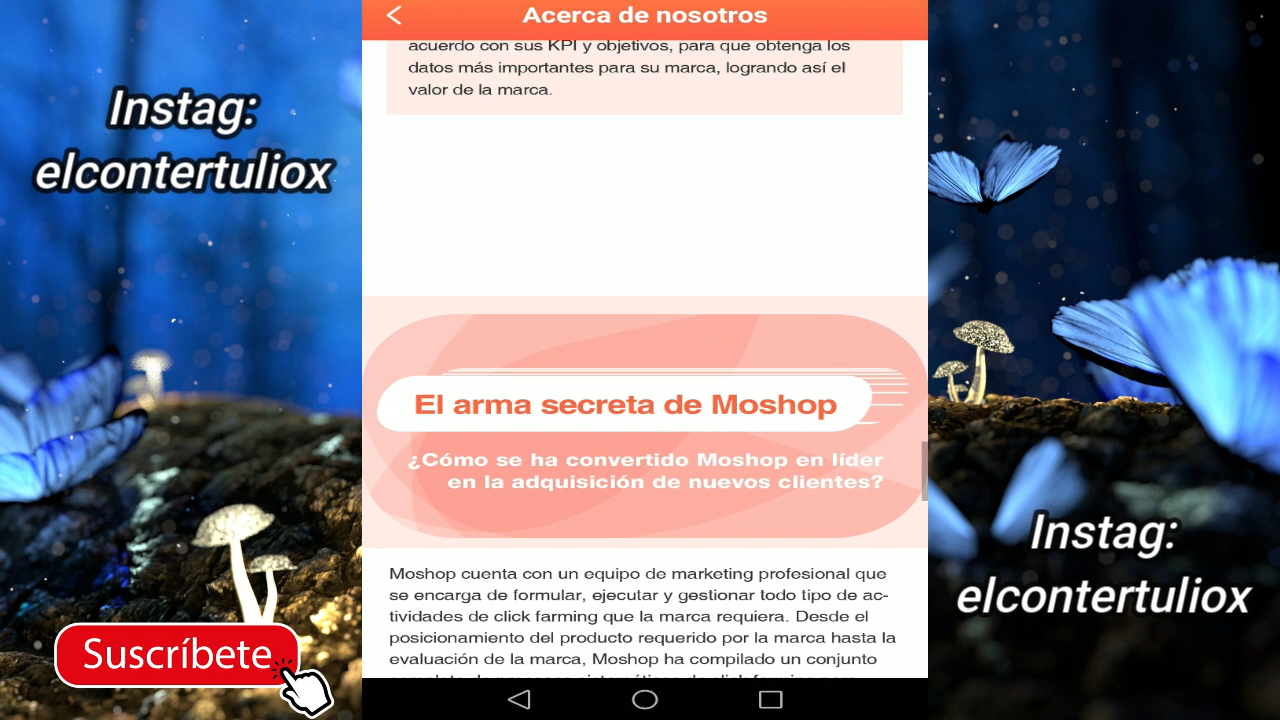 Instag:
elcontertuliox
Suscríbete
Acerca de nosotros
acuerdo con sus KPI y objetivos, para que obtenga los
datos más importantes para su marca, logrando así el
valor de la marca.
El arma secreta de Moshop
¿Cómo se ha convertido Moshop en líder
en la adquisición de nuevos clientes?
Moshop cuenta con un equipo de marketing profesional que
se encarga de formular, ejecutar y gestionar todo tipo de ac-
tividades de click farming que la marca requiera. Desde el
posicionamiento del producto requerido por la marca hasta la
evaluación de la marca, Moshop ha compilado un conjunto
Instag:
elcontertuliox